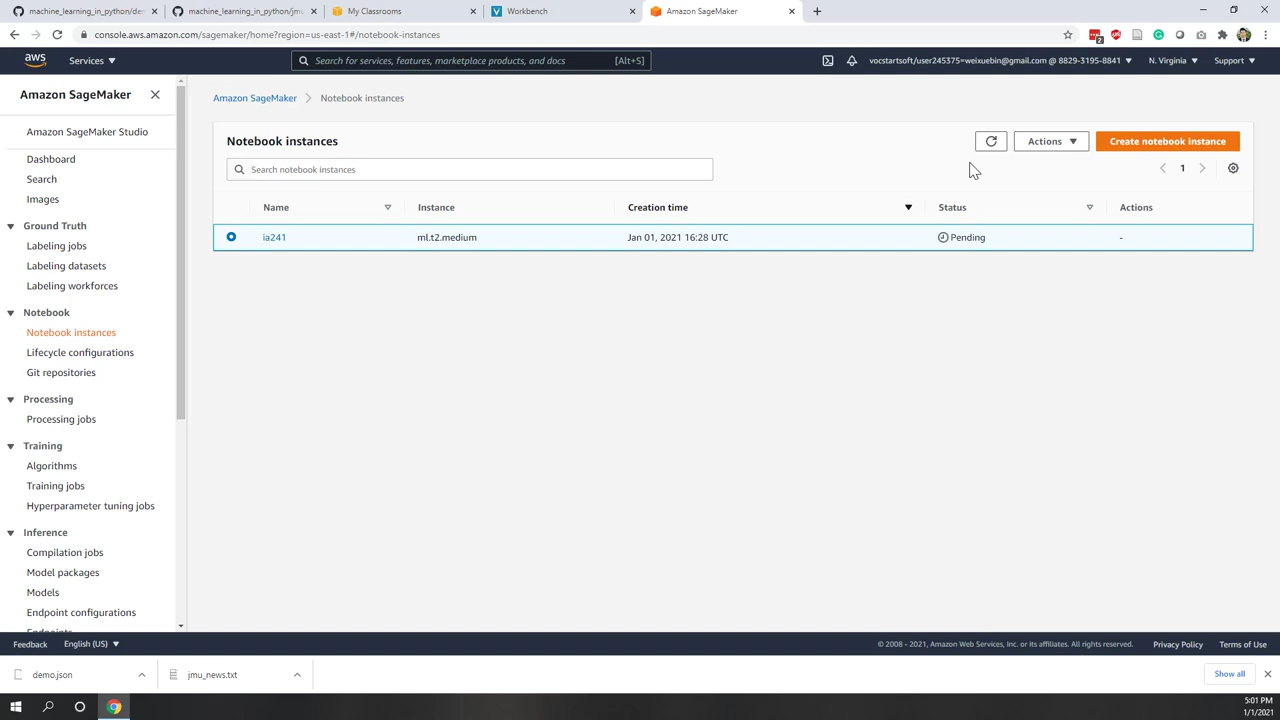 machine_learning_in_python/der
machine_learning_in_python/jmu
My Classrooms
Workbench
Amazon SageMaker
console.aws.amazon.com/sagemaker/home?region=us-east-1#/notebook-instances
2
aws
Services
Search for services, features, marketplace products, and docs [Alt+S]
vocstartsoft/user245375=weixuebin@gmail.com @ 8829-3195-8841
N. Virginia
Support
Amazon SageMaker
Amazon SageMaker Studio
Dashboard
Search
Images
Ground Truth
Labeling jobs
Labeling datasets
Labeling workforces
Notebook
Notebook instances
Lifecycle configurations
Git repositories
Processing
Processing jobs
Training
Algorithms
Training jobs
Hyperparameter tuning jobs
Inference
Compilation jobs
Model packages
Models
Endpoint configurations
Endpoints
Amazon SageMaker > Notebook instances
Notebook instances
Actions
Create notebook instance
Search notebook instances
1
Name Instance Creation time Status Actions
ia241 ml.t2.medium Jan 01, 2021 16:28 UTC Pending -
Feedback English (US) © 2008 - 2021, Amazon Web Services, Inc. or its affiliates. All rights reserved. Privacy Policy Terms of Use
demo.json jmu_news.txt Show all
5:01 PM
1/1/2021